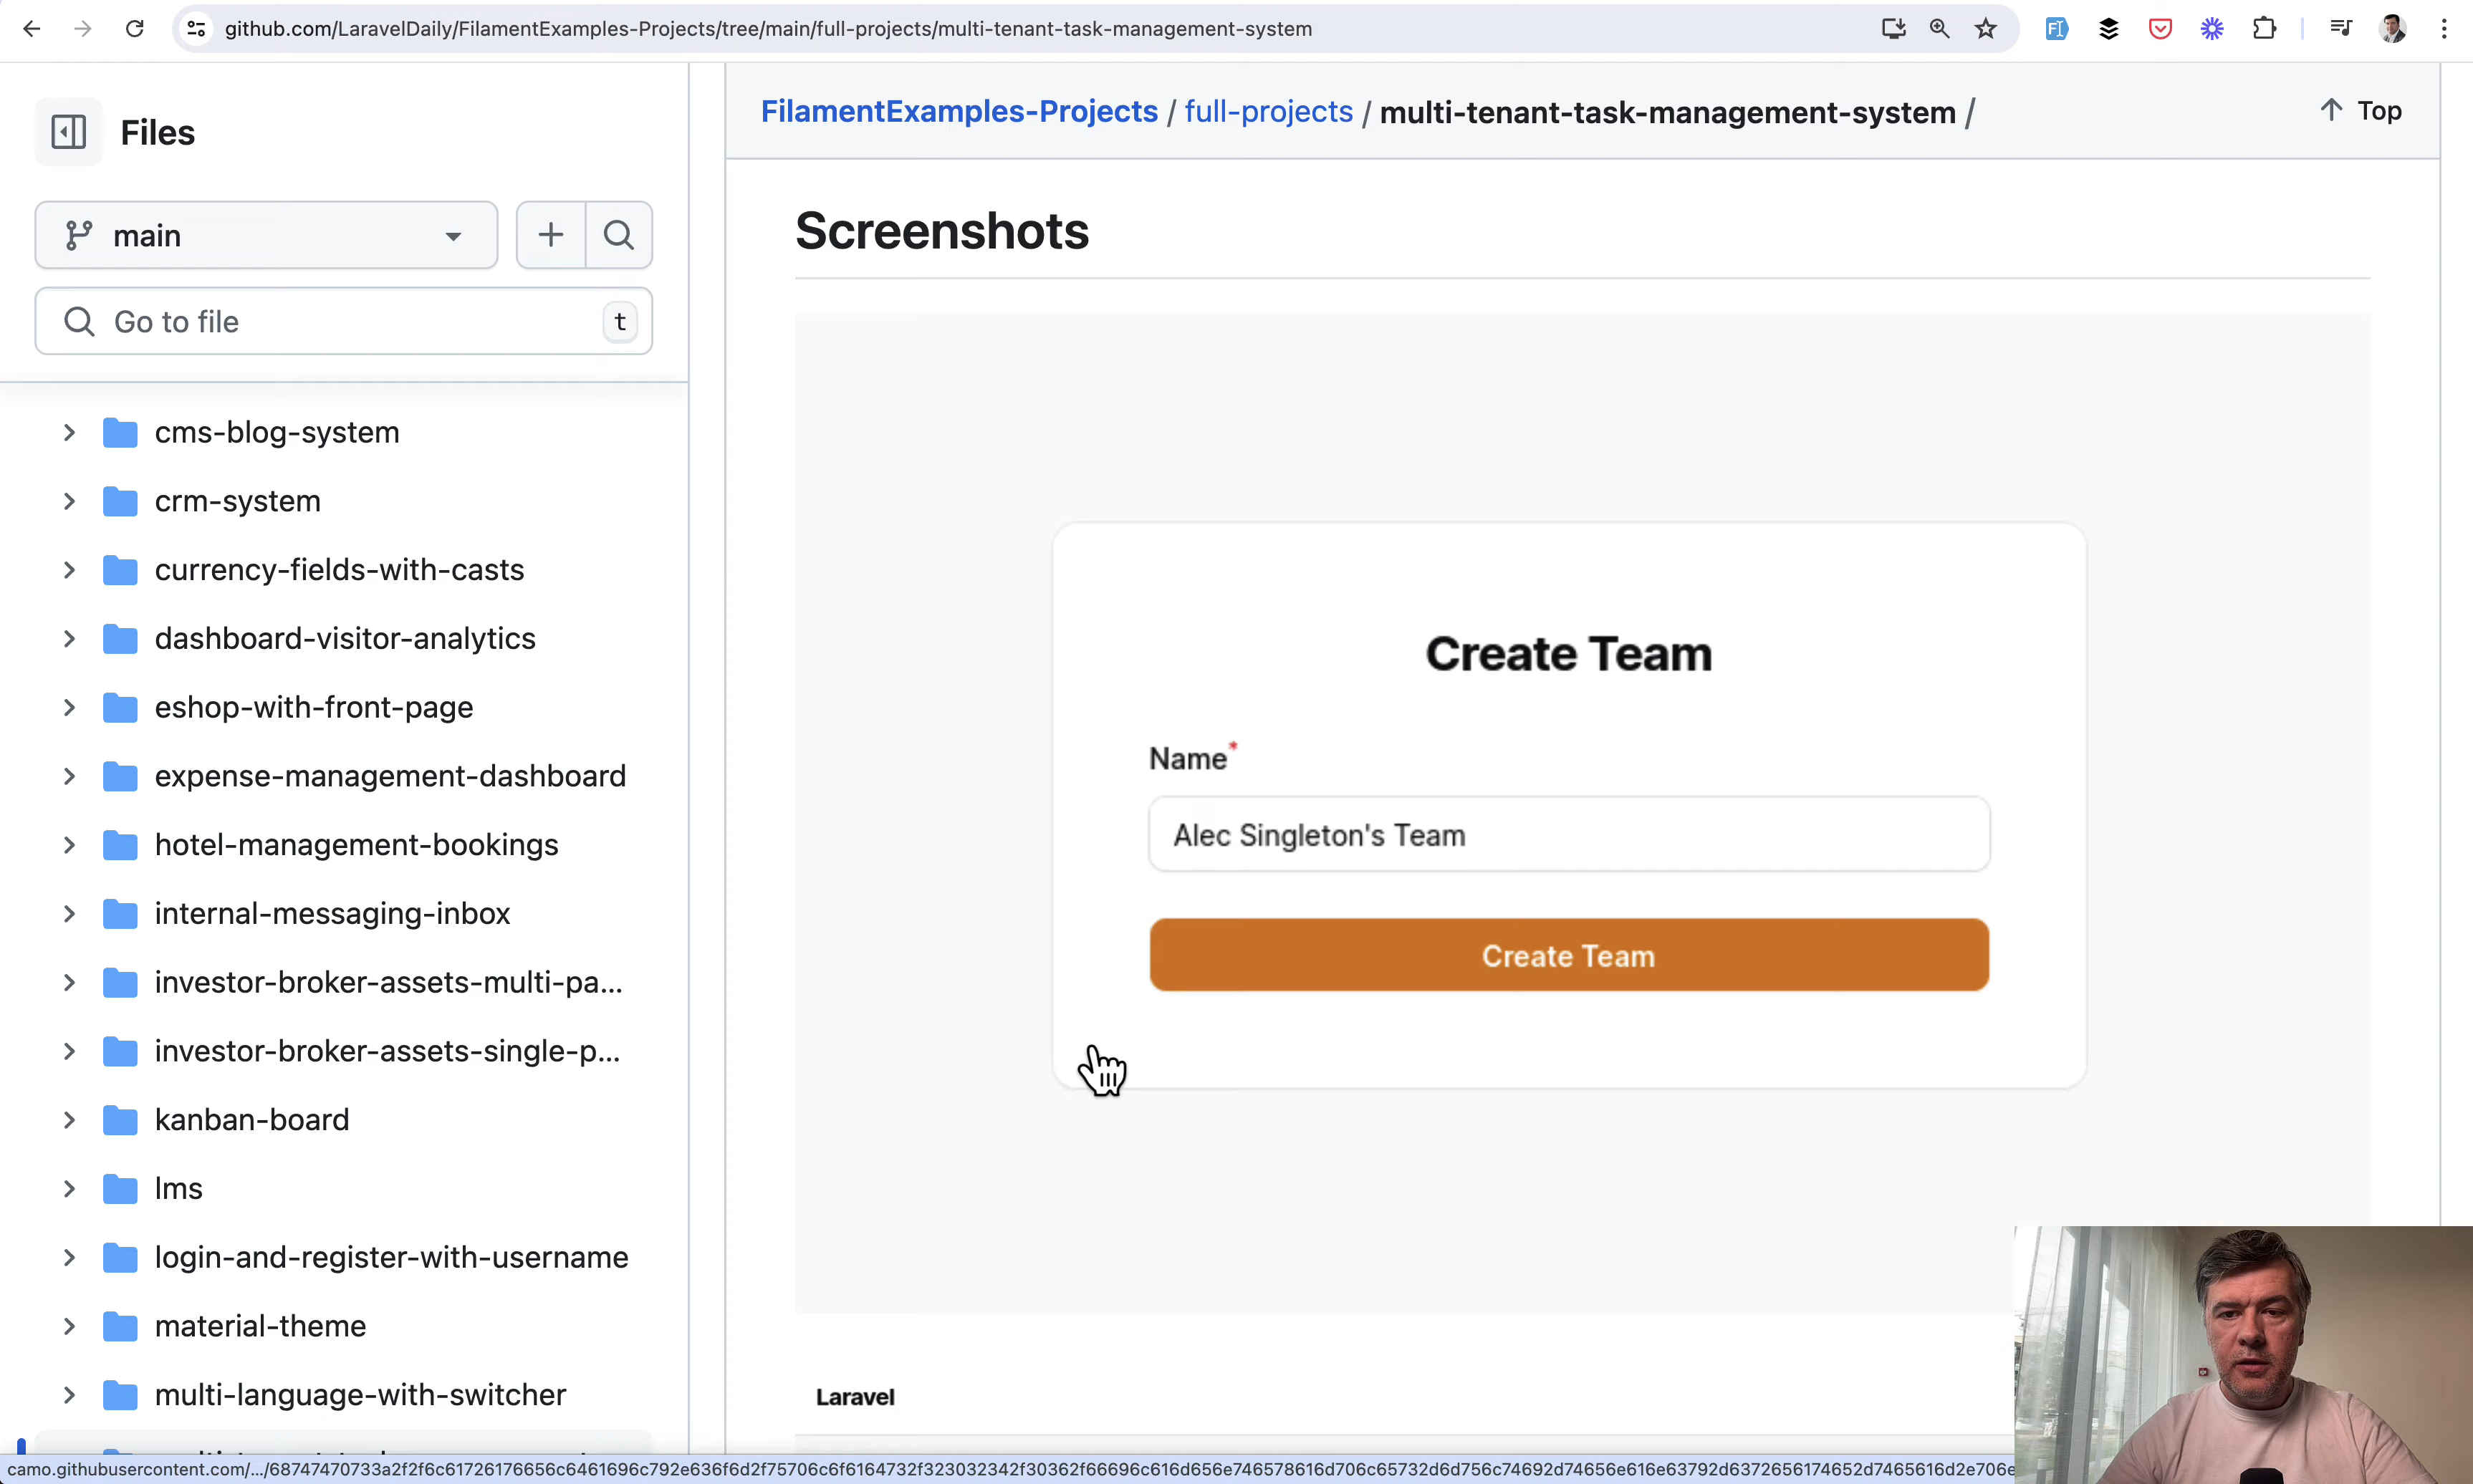 github.com/LaravelDaily/FilamentExamples-Projects/tree/main/full-projects/multi-tenant-task-management-system
Files
main
Go to file
t
cms-blog-system
crm-system
currency-fields-with-casts
dashboard-visitor-analytics
eshop-with-front-page
expense-management-dashboard
hotel-management-bookings
internal-messaging-inbox
investor-broker-assets-multi-pa...
investor-broker-assets-single-p...
kanban-board
lms
login-and-register-with-username
material-theme
multi-language-with-switcher
FilamentExamples-Projects / full-projects / multi-tenant-task-management-system /
Top
Screenshots
Create Team
Name*
Alec Singleton's Team
Create Team
Laravel